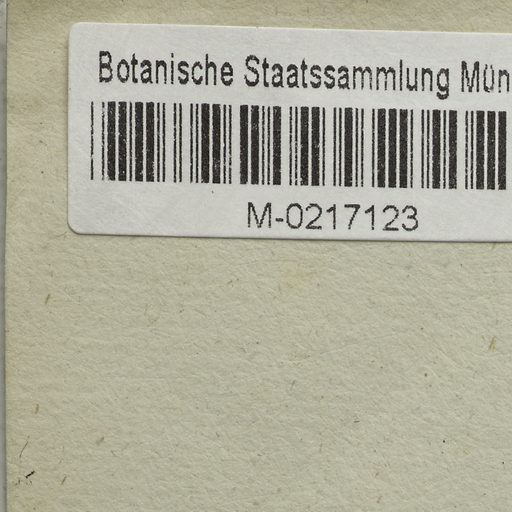 Botanische Staatssammlung Mün
M-0217123